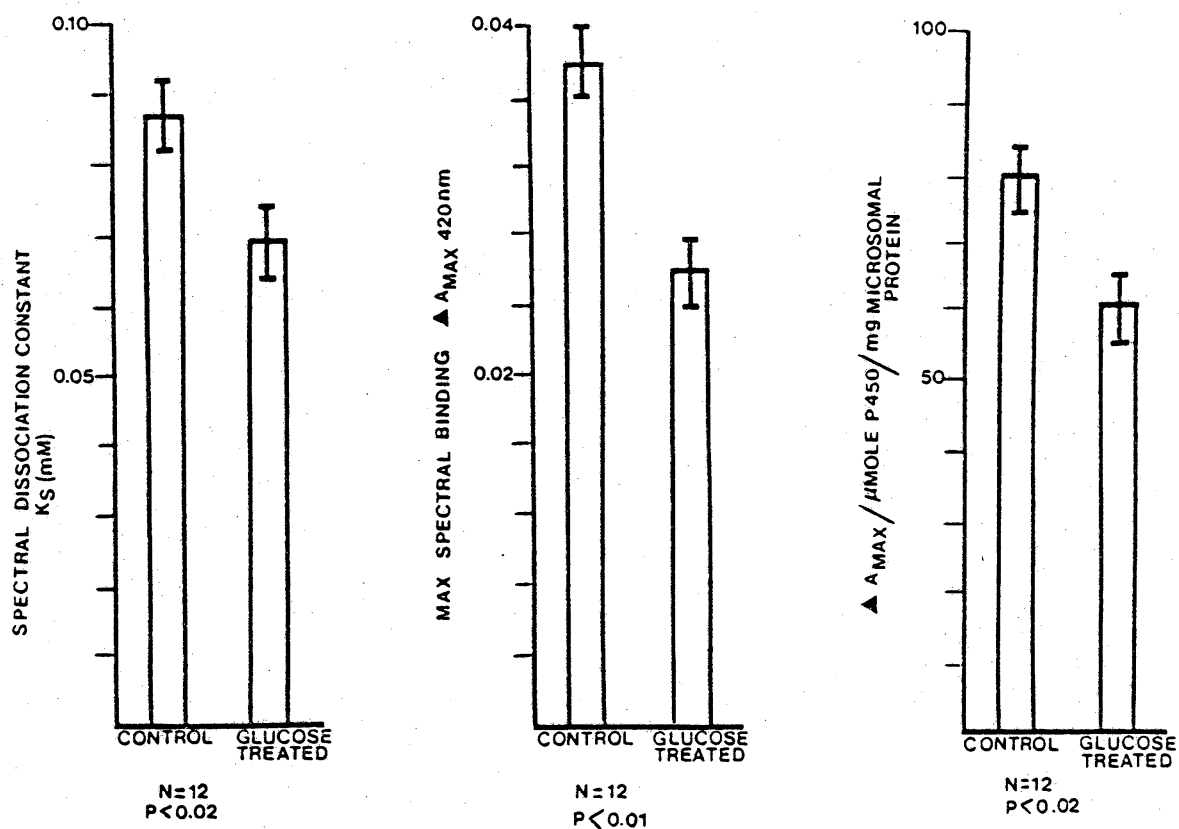 0.10
0.05
SPECTRAL DISSOCIATION CONSTANT
KS (mM)
CONTROL
GLUCOSE
TREATED
N=12
P<0.02
0.04
0.02
MAX SPECTRAL BINDING ▲ AMAX 420nm
CONTROL
GLUCOSE
TREATED
N=12
P<0.01
100
50
▲ AMAX/µMOLE P450/mg MICROSOMAL
PROTEIN
CONTROL
GLUCOSE
TREATED
N=12
P<0.02